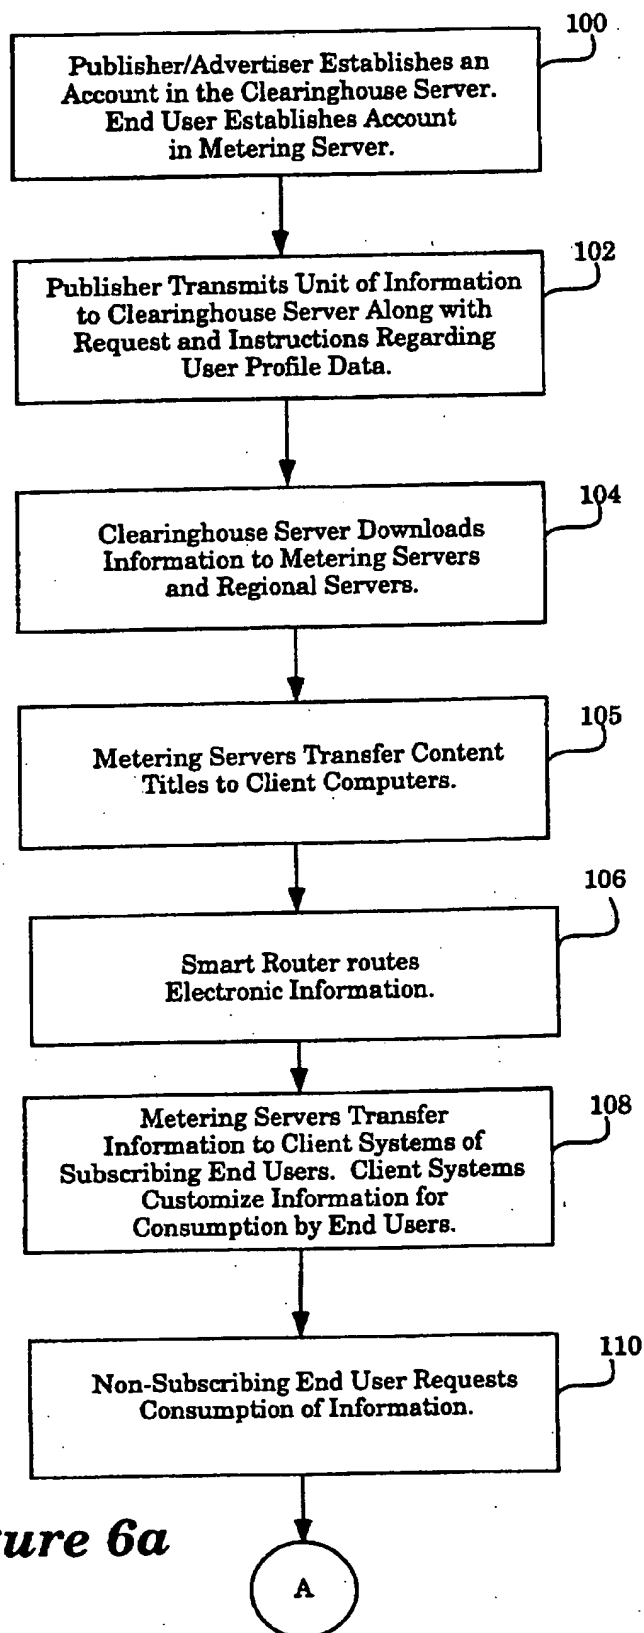 100
Publisher/Advertiser Establishes an
Account in the Clearinghouse Server.
End User Establishes Account
in Metering Server.
102
Publisher Transmits Unit of Information
to Clearinghouse Server Along with
Request and Instructions Regarding
User Profile Data.
104
Clearinghouse Server Downloads
Information to Metering Servers
and Regional Servers.
105
Metering Servers Transfer Content
Titles to Client Computers.
106
Smart Router routes
Electronic Information.
108
Metering Servers Transfer
Information to Client Systems of
Subscribing End Users. Client Systems
Customize Information for
Consumption by End Users.
110
Non-Subscribing End User Requests
Consumption of Information.
ure 6a
A